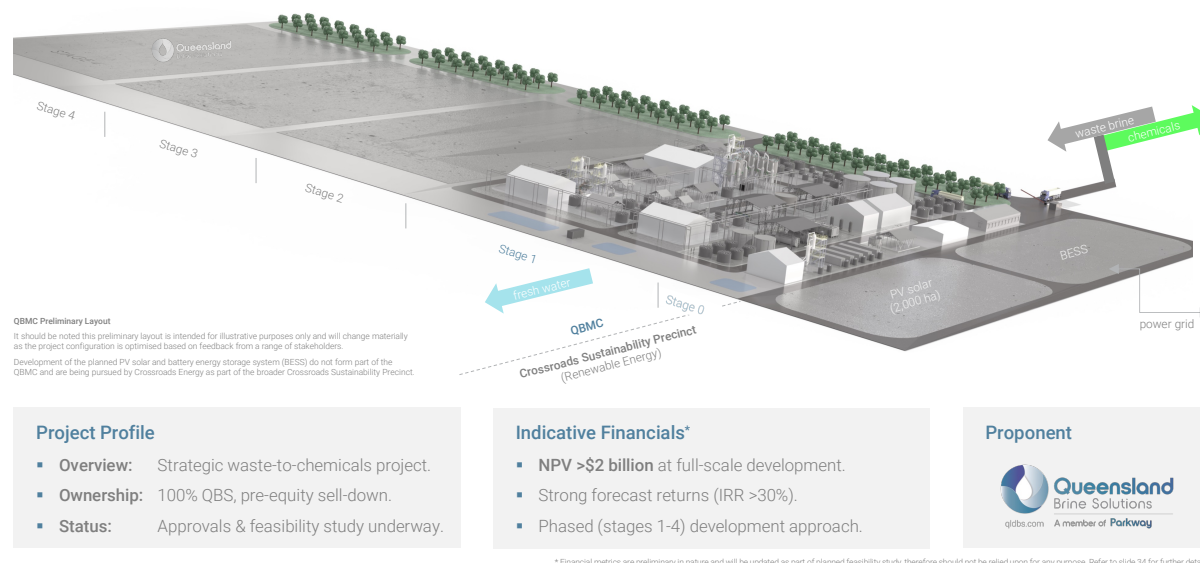 Queensland
Stage 4
Stage 3
Stage 2
Stage 1
Stage 0
waste brine
chemicals
fresh water
BESS
PV solar
(2,000 ha)
power grid
QBMC
Crossroads Sustainability Precinct
(Renewable Energy)
QBMC Preliminary Layout
It should be noted this preliminary layout is intended for illustrative purposes only and will change materially
as the project configuration is optimised based on feedback from a range of stakeholders.
Development of the planned PV solar and battery energy storage system (BESS) do not form part of the
QBMC and are being pursued by Crossroads Energy as part of the broader Crossroads Sustainability Precinct.
Project Profile
▪ Overview: Strategic waste-to-chemicals project.
▪ Ownership: 100% QBS, pre-equity sell-down.
▪ Status: Approvals & feasibility study underway.
Indicative Financials*
▪ NPV >$2 billion at full-scale development.
▪ Strong forecast returns (IRR >30%).
▪ Phased (stages 1-4) development approach.
Proponent
Queensland
Brine Solutions
qldbs.com A member of Parkway
* Financial metrics are preliminary in nature and will be updated as part of planned feasibility study, therefore should not be relied upon for any purpose. Refer to slide 34 for further